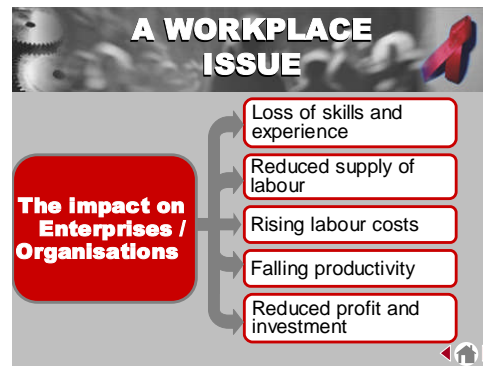 A WORKPLACE
ISSUE
The impact on
Enterprises /
Organisations
Loss of skills and
experience
Reduced supply of
labour
Rising labour costs
Falling productivity
Reduced profit and
investment